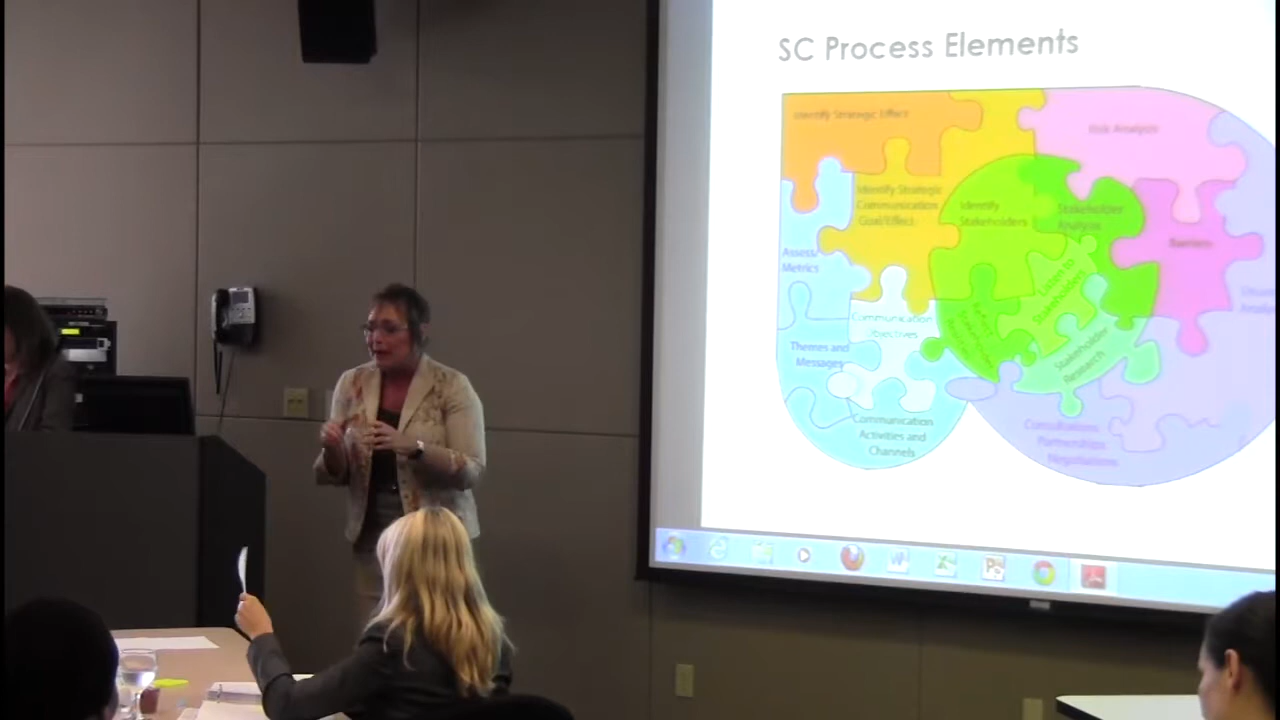 SC Process Elements
Identify Strategic Effect
Risk Analysis
Identify Strategic
Communication
Goal/Effect
Identify
Stakeholders
Stakeholder
Analysis
Barriers
Assess/
Metrics
Listen to
Stakeholders
Communication
Objectives
Themes and
Messages
Stakeholder
Research
Communication
Activities and
Channels
Consultations,
Partnerships,
Negotiations